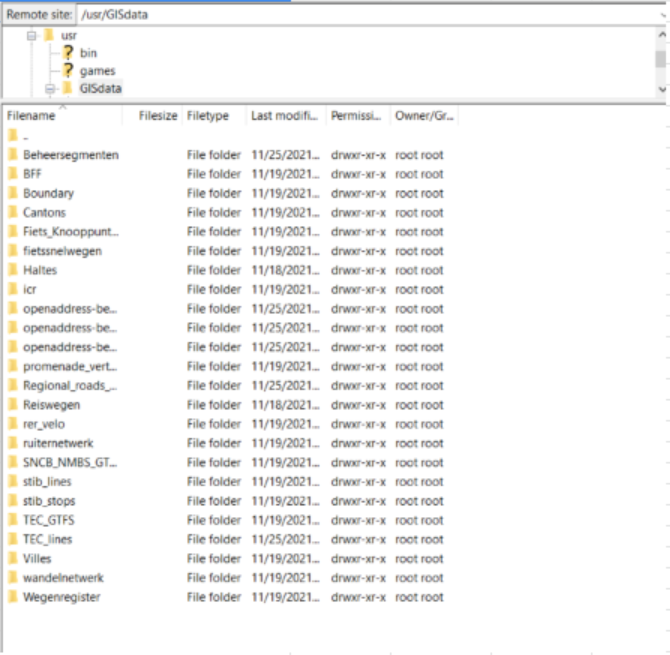 Remote site: /usr/GISdata
usr
bin
games
GISdata
Filename Filesize Filetype Last modifi... Permissi... Owner/Gr...
..
Beheersegmenten File folder 11/25/2021... drwxr-xr-x root root
BFF File folder 11/19/2021... drwxr-xr-x root root
Boundary File folder 11/19/2021... drwxr-xr-x root root
Cantons File folder 11/19/2021... drwxr-xr-x root root
Fiets_Knooppunt... File folder 11/19/2021... drwxr-xr-x root root
fietssnelwegen File folder 11/19/2021... drwxr-xr-x root root
Haltes File folder 11/18/2021... drwxr-xr-x root root
icr File folder 11/19/2021... drwxr-xr-x root root
openaddress-be... File folder 11/25/2021... drwxr-xr-x root root
openaddress-be... File folder 11/25/2021... drwxr-xr-x root root
openaddress-be... File folder 11/25/2021... drwxr-xr-x root root
promenade_vert... File folder 11/19/2021... drwxr-xr-x root root
Regional_roads_... File folder 11/25/2021... drwxr-xr-x root root
Reiswegen File folder 11/18/2021... drwxr-xr-x root root
rer_velo File folder 11/19/2021... drwxr-xr-x root root
ruiternetwerk File folder 11/19/2021... drwxr-xr-x root root
SNCB_NMBS_GT... File folder 11/19/2021... drwxr-xr-x root root
stib_lines File folder 11/19/2021... drwxr-xr-x root root
stib_stops File folder 11/19/2021... drwxr-xr-x root root
TEC_GTFS File folder 11/19/2021... drwxr-xr-x root root
TEC_lines File folder 11/25/2021... drwxr-xr-x root root
Villes File folder 11/19/2021... drwxr-xr-x root root
wandelnetwerk File folder 11/19/2021... drwxr-xr-x root root
Wegenregister File folder 11/19/2021... drwxr-xr-x root root